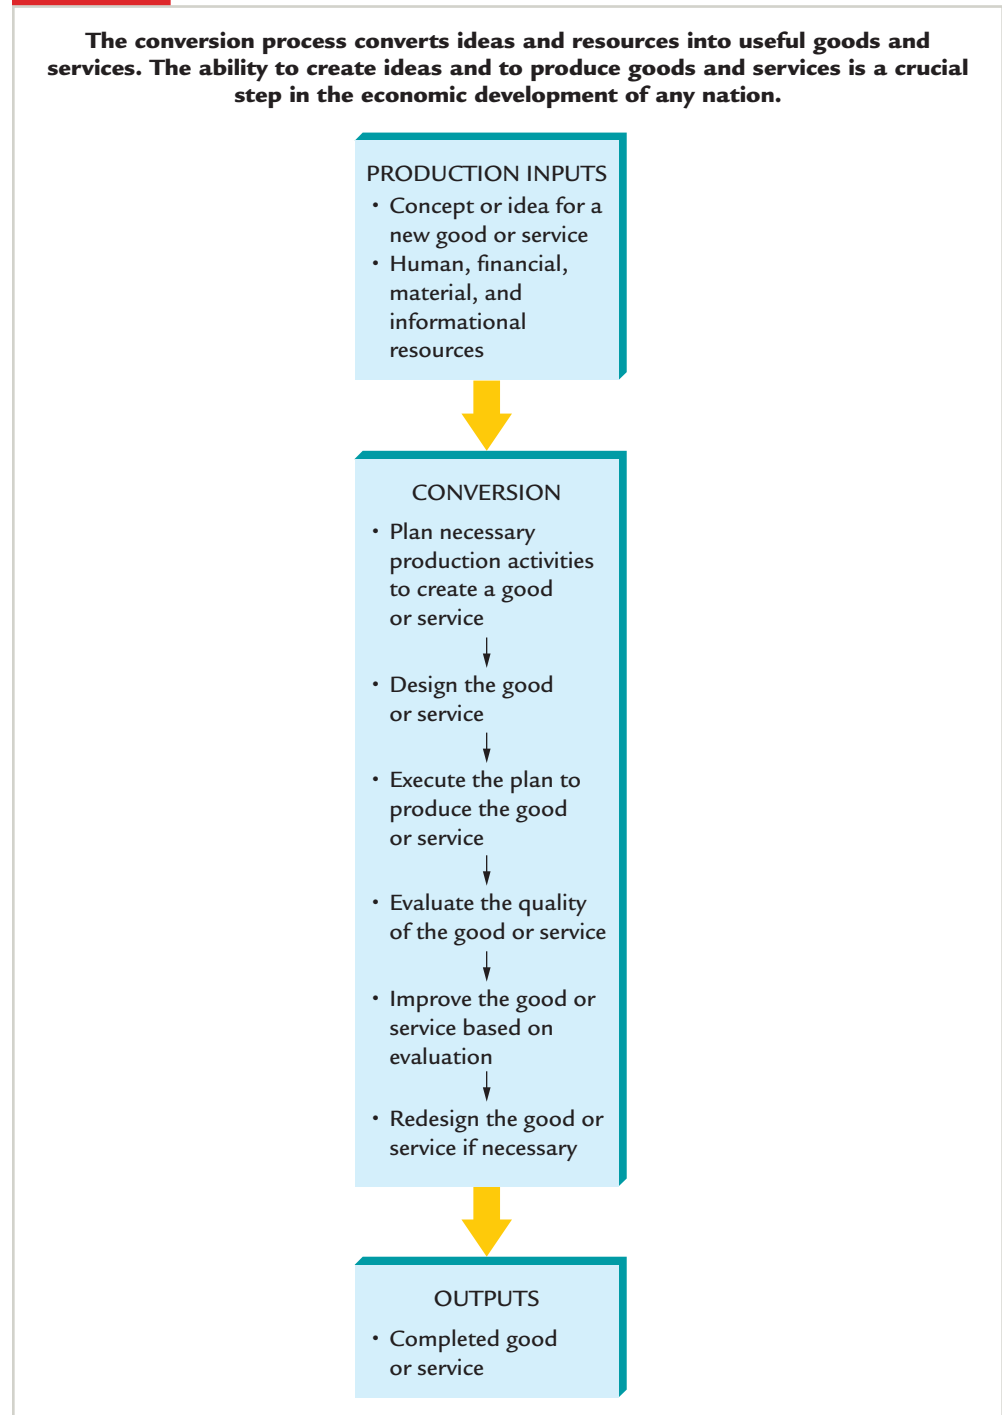 The conversion process converts ideas and resources into useful goods and
services. The ability to create ideas and to produce goods and services is a crucial
step in the economic development of any nation.
PRODUCTION INPUTS
• Concept or idea for a
new good or service
• Human, financial,
material, and
informational
resources
CONVERSION
• Plan necessary
production activities
to create a good
or service
• Design the good
or service
• Execute the plan to
produce the good
or service
• Evaluate the quality
of the good or service
• Improve the good or
service based on
evaluation
• Redesign the good or
service if necessary
OUTPUTS
• Completed good
or service